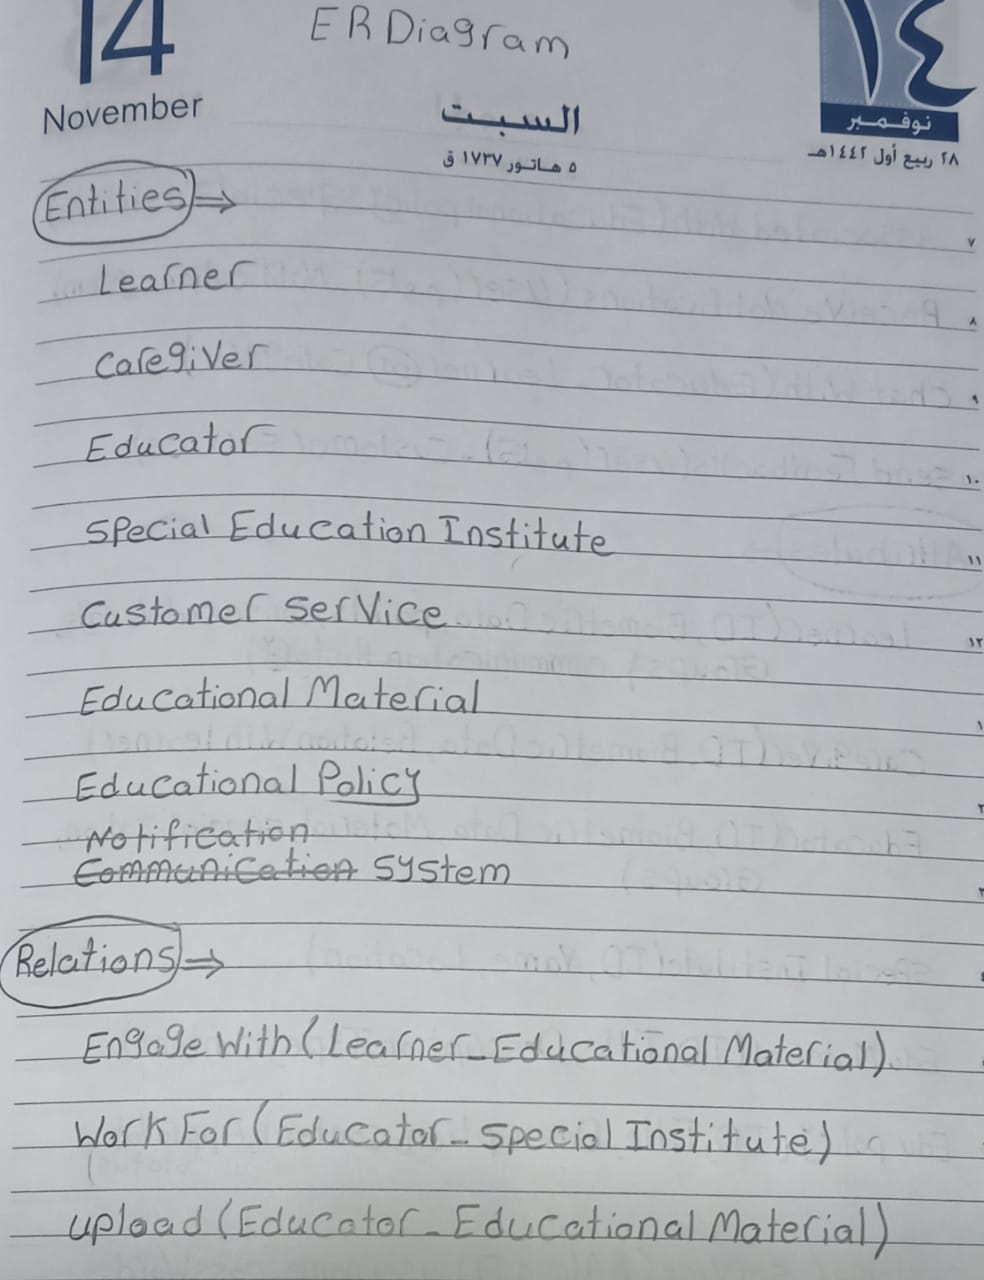 14
ER Diagram
١٤
November
السبت
نوفمبر
٥ هاتور ١٧٣٧ ق
٢٨ ربيع أول ١٤٤٢هـ
Entities ⇒
٧
Learner
٨
Caregiver
٩
Educator
١٠
Special Education Institute
١١
Customer Service
١٢
Educational Material
١
Educational Policy
٢
Notification
Communication System
٣
Relations ⇒
Engage With (Learner - Educational Material)
Work For (Educator - Special Institute)
upload (Educator - Educational Material)